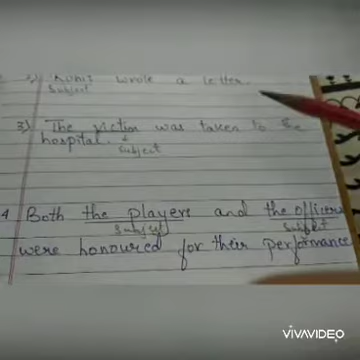 2) Rohit wrote a letter.
subject
3) The victim was taken to the
hospital. subject
4 Both the players and the officers
subject subject
were honoured for their performance
VIVAVIDEO